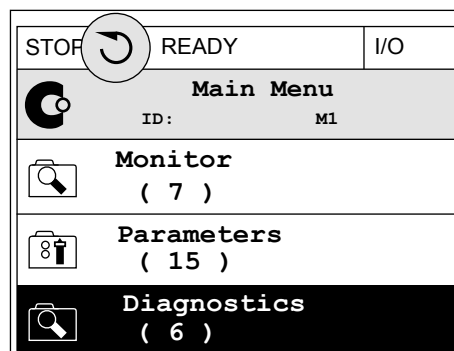 STOP READY I/O
Main Menu
ID: M1
Monitor
( 7 )
Parameters
( 15 )
Diagnostics
( 6 )